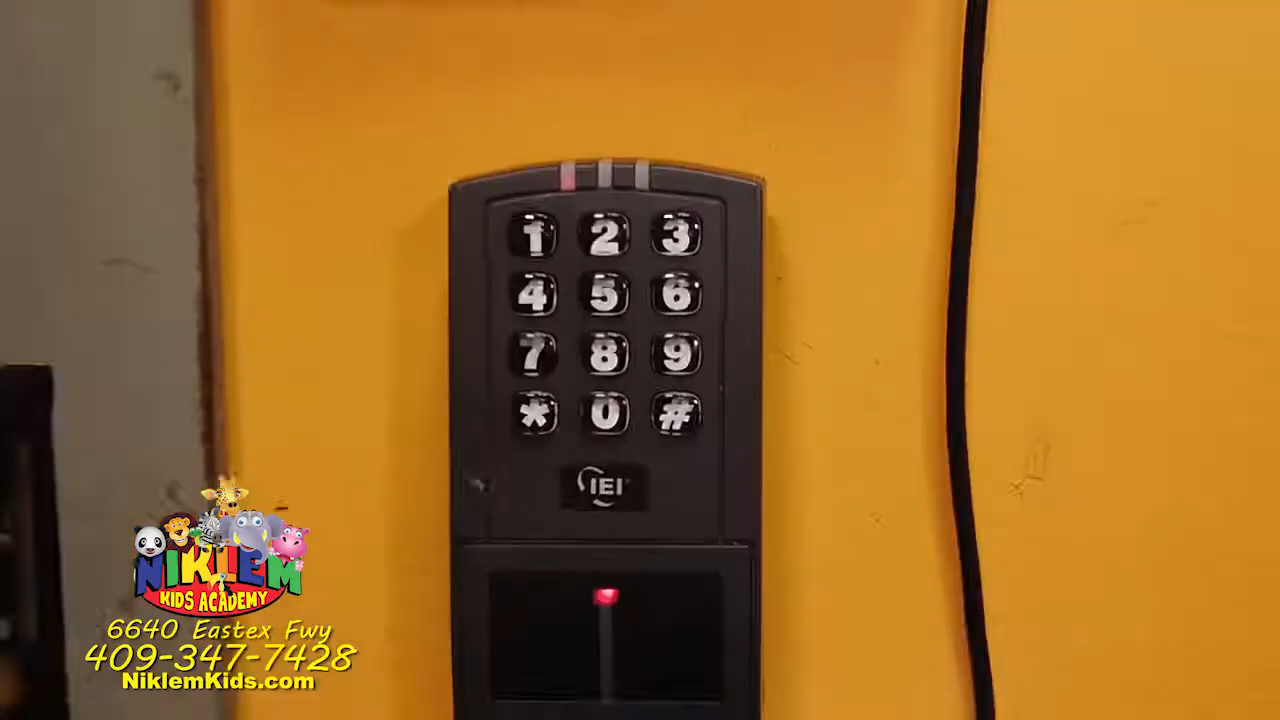 1 2 3
4 5 6
7 8 9
* 0 #
IEI
NIKLEM
KIDS ACADEMY
6640 Eastex Fwy
409-347-7428
NiklemKids.com